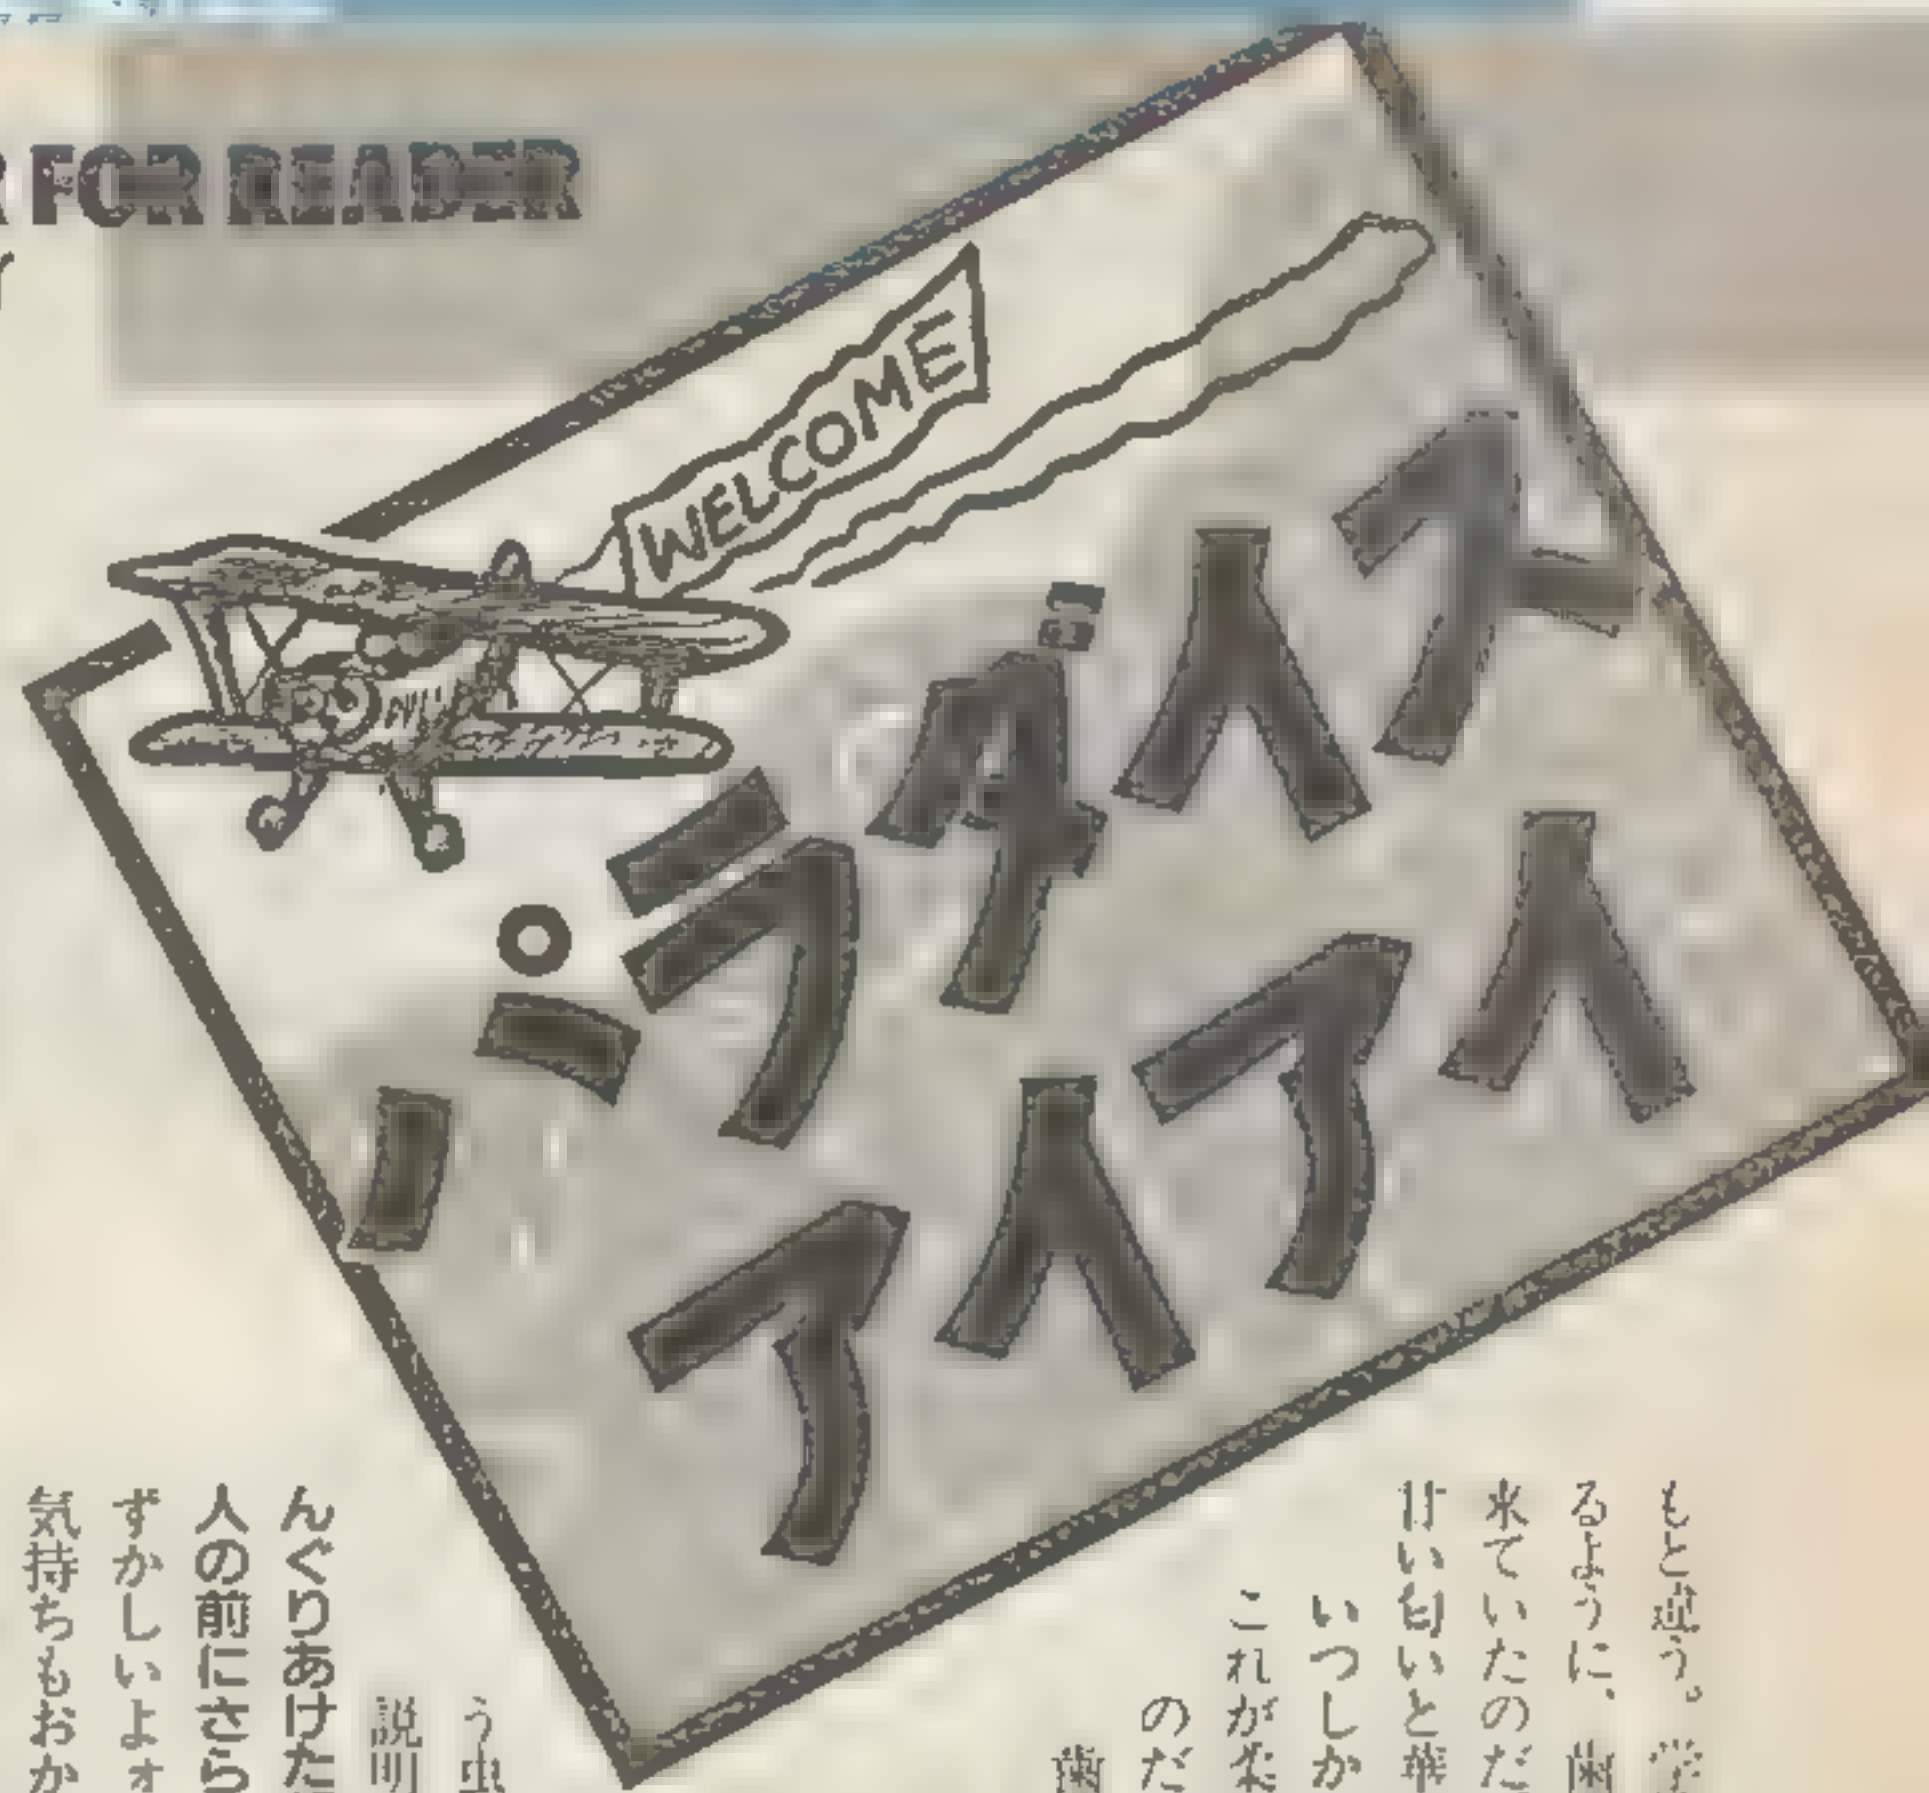 FOR READER
WELCOME
パラダイス
アイアイ
もと違う。学
るように、歯
来ていたのだ
甘い匂いと華
いつしか
これが柔
のだ
歯
う虫
説明
んぐりあけた
人の前にさら
ずかしいよォ
気持ちもおか